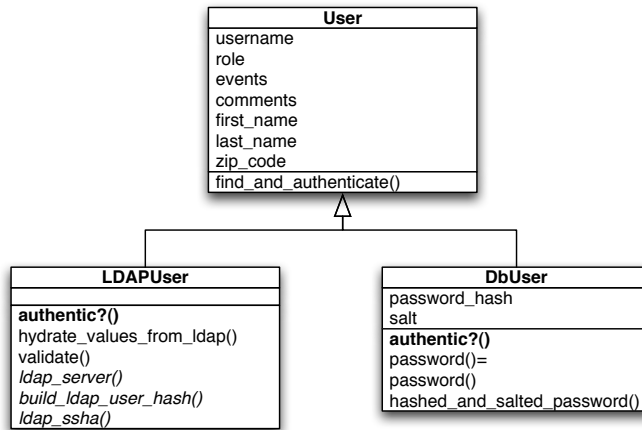 User
username
role
events
comments
first_name
last_name
zip_code
find_and_authenticate()
LDAPUser
authentic?()
hydrate_values_from_ldap()
validate()
ldap_server()
build_ldap_user_hash()
ldap_ssha()
DbUser
password_hash
salt
authentic?()
password()=
password()
hashed_and_salted_password()